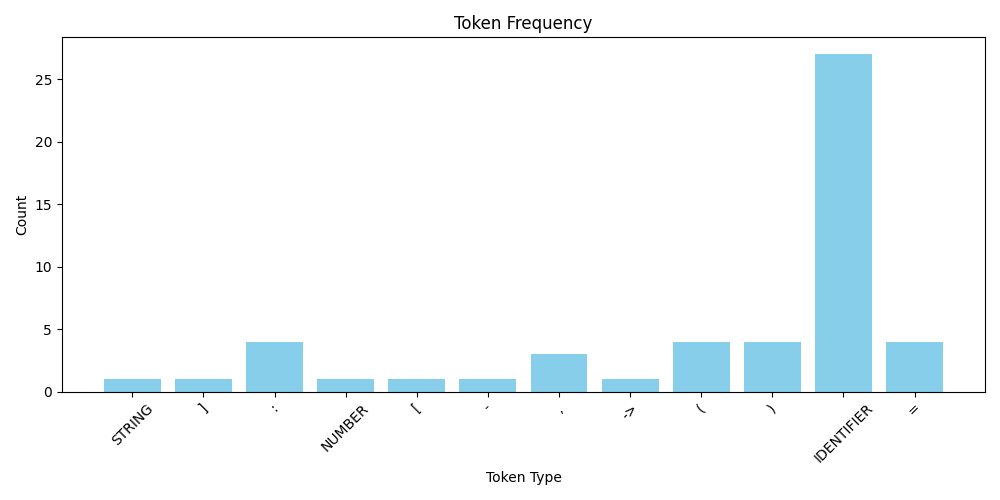 Token Frequency
Count
25
20
15
10
5
0
STRING
]
:
NUMBER
[
-
,
->
(
)
IDENTIFIER
=
Token Type